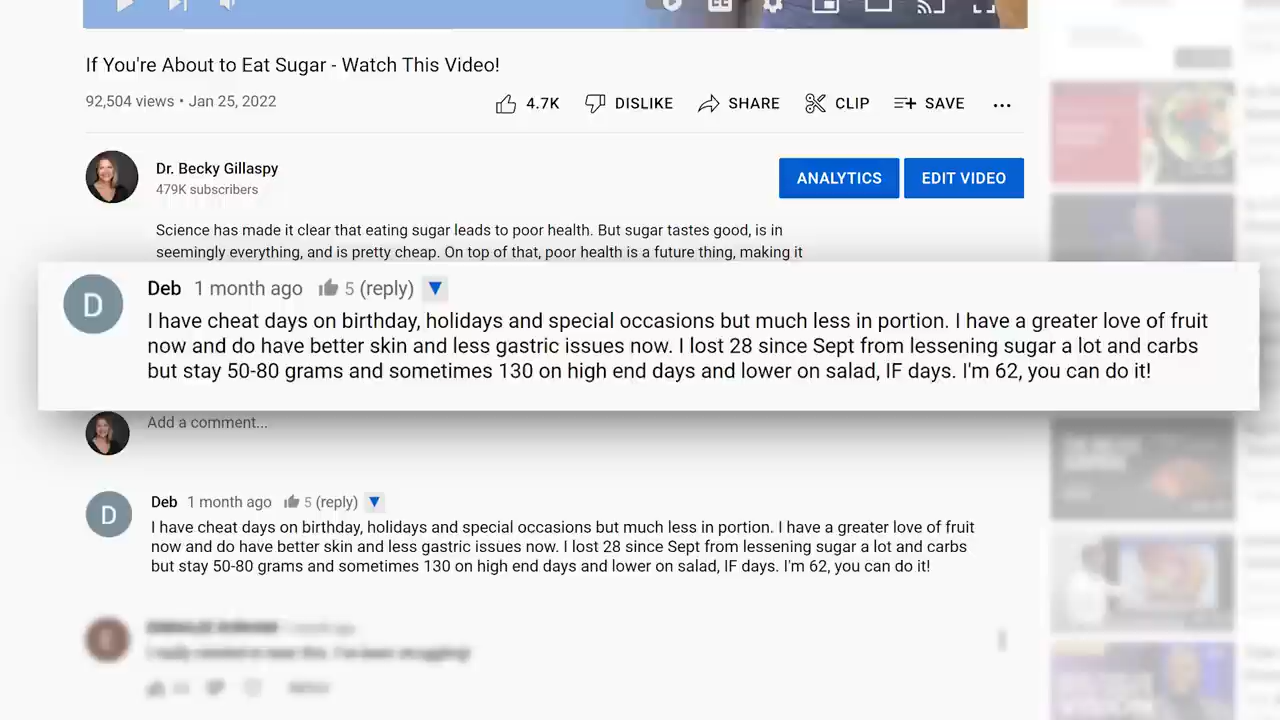 If You're About to Eat Sugar - Watch This Video!
92,504 views • Jan 25, 2022
4.7K DISLIKE SHARE CLIP SAVE ...
Dr. Becky Gillaspy
479K subscribers
ANALYTICS EDIT VIDEO
Science has made it clear that eating sugar leads to poor health. But sugar tastes good, is in
seemingly everything, and is pretty cheap. On top of that, poor health is a future thing, making it
D
Deb 1 month ago 5 (reply)
I have cheat days on birthday, holidays and special occasions but much less in portion. I have a greater love of fruit
now and do have better skin and less gastric issues now. I lost 28 since Sept from lessening sugar a lot and carbs
but stay 50-80 grams and sometimes 130 on high end days and lower on salad, IF days. I'm 62, you can do it!
Add a comment...
D
Deb 1 month ago 5 (reply)
I have cheat days on birthday, holidays and special occasions but much less in portion. I have a greater love of fruit
now and do have better skin and less gastric issues now. I lost 28 since Sept from lessening sugar a lot and carbs
but stay 50-80 grams and sometimes 130 on high end days and lower on salad, IF days. I'm 62, you can do it!